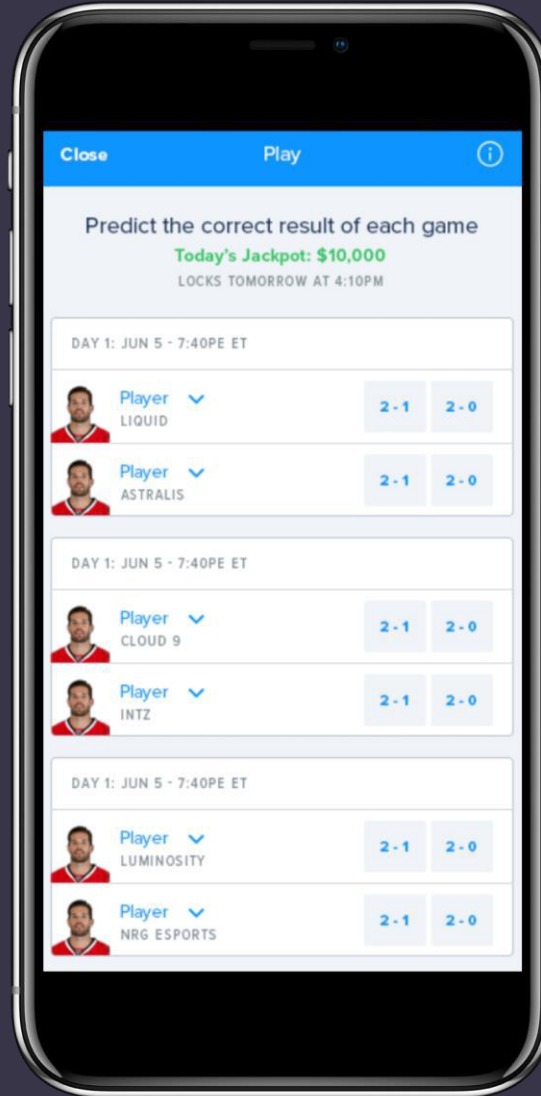 Close Play
Predict the correct result of each game
Today's Jackpot: $10,000
LOCKS TOMORROW AT 4:10PM
DAY 1: JUN 5 - 7:40PE ET
Player
LIQUID
2 - 1 2 - 0
Player
ASTRALIS
2 - 1 2 - 0
DAY 1: JUN 5 - 7:40PE ET
Player
CLOUD 9
2 - 1 2 - 0
Player
INTZ
2 - 1 2 - 0
DAY 1: JUN 5 - 7:40PE ET
Player
LUMINOSITY
2 - 1 2 - 0
Player
NRG ESPORTS
2 - 1 2 - 0